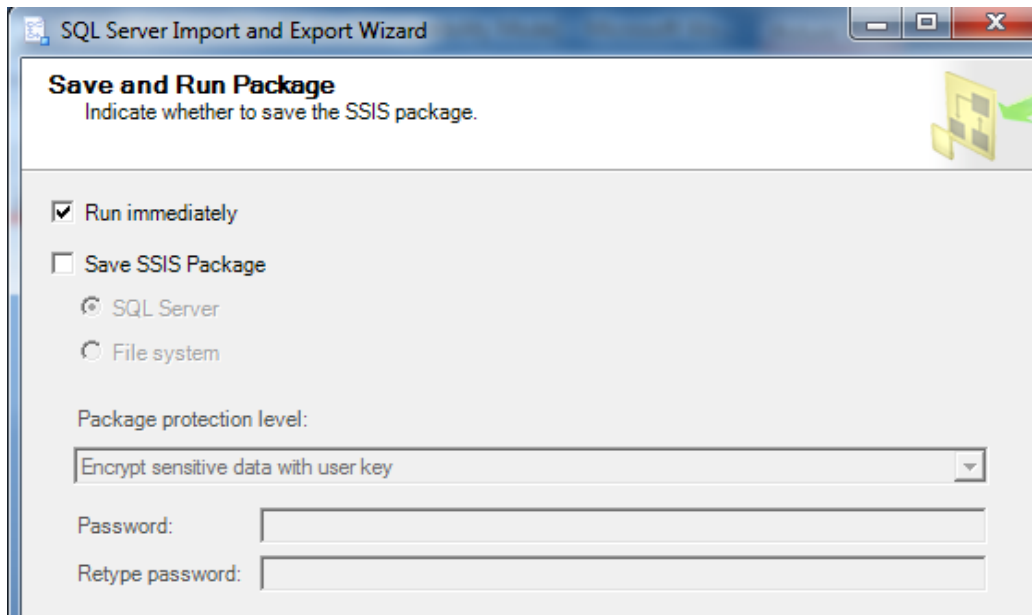 SQL Server Import and Export Wizard
Save and Run Package
Indicate whether to save the SSIS package.
Run immediately
Save SSIS Package
SQL Server
File system
Package protection level:
Encrypt sensitive data with user key
Password:
Retype password: